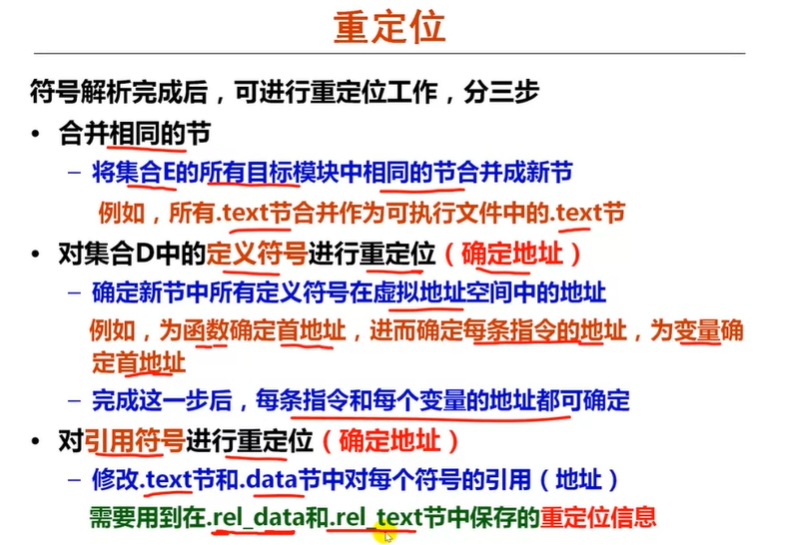 重定位
符号解析完成后，可进行重定位工作，分三步
• 合并相同的节
– 将集合E的所有目标模块中相同的节合并成新节
例如，所有.text节合并作为可执行文件中的.text节
• 对集合D中的定义符号进行重定位（确定地址）
– 确定新节中所有定义符号在虚拟地址空间中的地址
例如，为函数确定首地址，进而确定每条指令的地址，为变量确
定首地址
– 完成这一步后，每条指令和每个变量的地址都可确定
• 对引用符号进行重定位（确定地址）
– 修改.text节和.data节中对每个符号的引用（地址）
需要用到在.rel_data和.rel_text节中保存的重定位信息